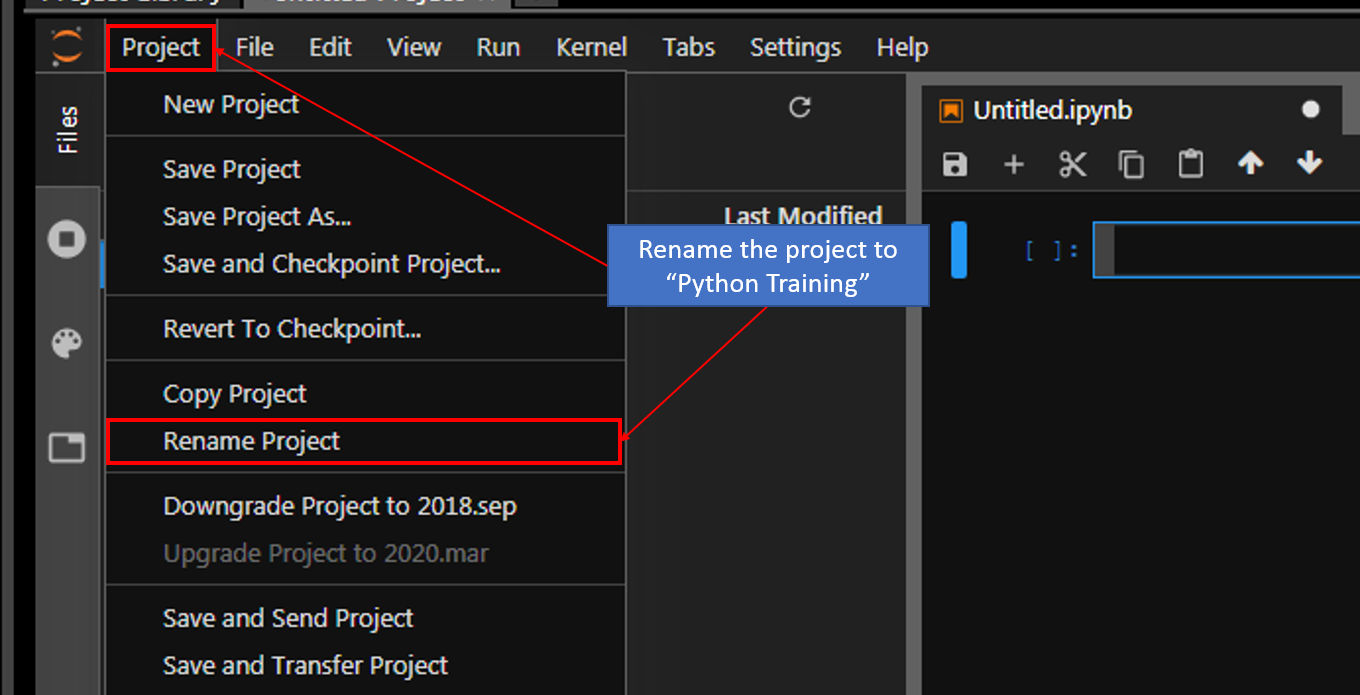 Project
File
Edit
View
Run
Kernel
Tabs
Settings
Help
Files
New Project
Save Project
Save Project As...
Save and Checkpoint Project...
Revert To Checkpoint...
Copy Project
Rename Project
Downgrade Project to 2018.sep
Upgrade Project to 2020.mar
Save and Send Project
Save and Transfer Project
Last Modified
Rename the project to
“Python Training”
Untitled.ipynb
[ ]: